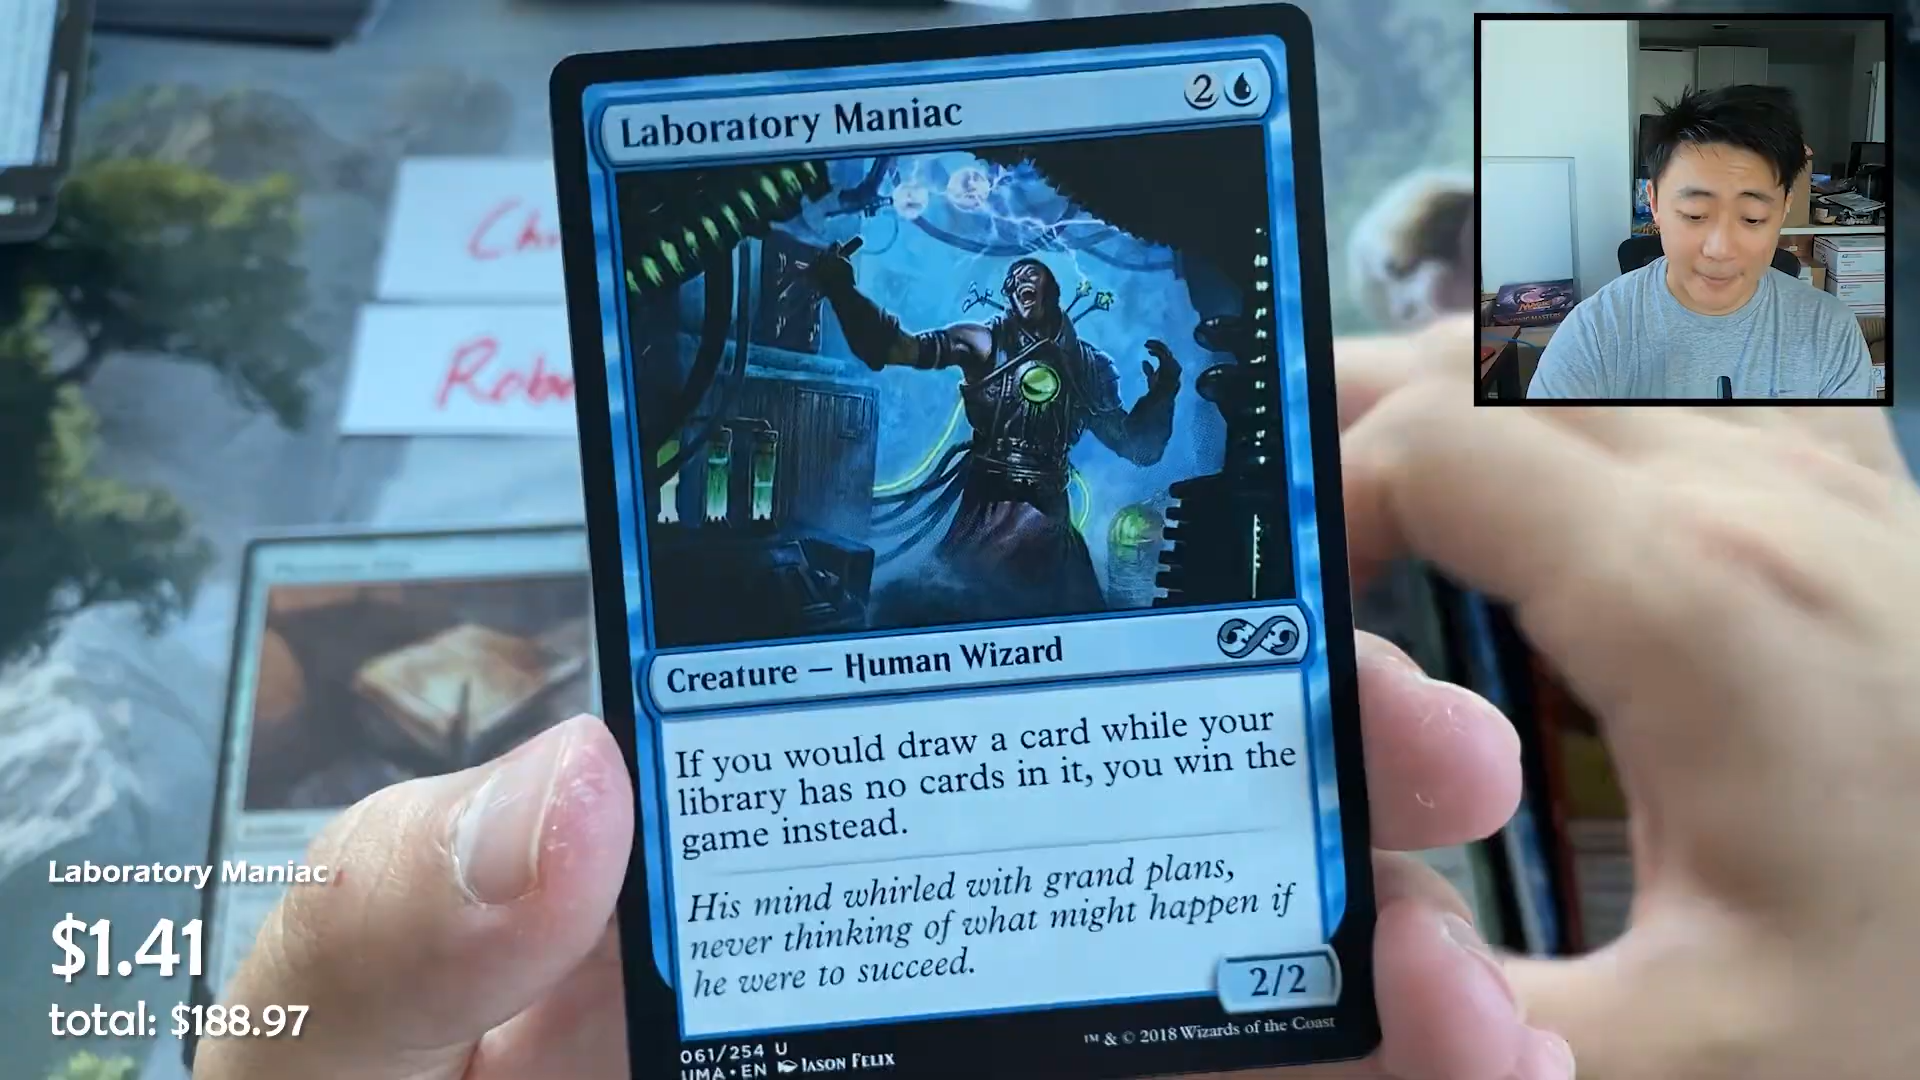 Laboratory Maniac
2
Creature — Human Wizard
If you would draw a card while your
library has no cards in it, you win the
game instead.
His mind whirled with grand plans,
never thinking of what might happen if
he were to succeed.
2/2
061/254 U
UMA • EN Jason Felix
™ & © 2018 Wizards of the Coast
Laboratory Maniac
$1.41
total: $188.97
MAGIC